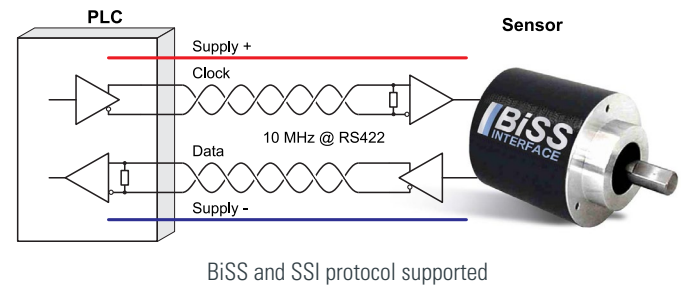 PLC
Sensor
Supply +
Clock
10 MHz @ RS422
Data
Supply -
BiSS
INTERFACE
BiSS and SSI protocol supported